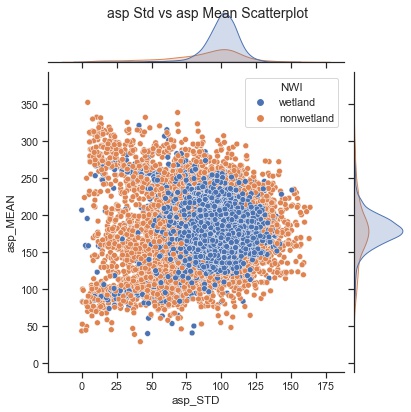 asp Std vs asp Mean Scatterplot
NWI
wetland
nonwetland
350
300
250
200
150
100
50
0
asp_MEAN
0 25 50 75 100 125 150 175
asp_STD